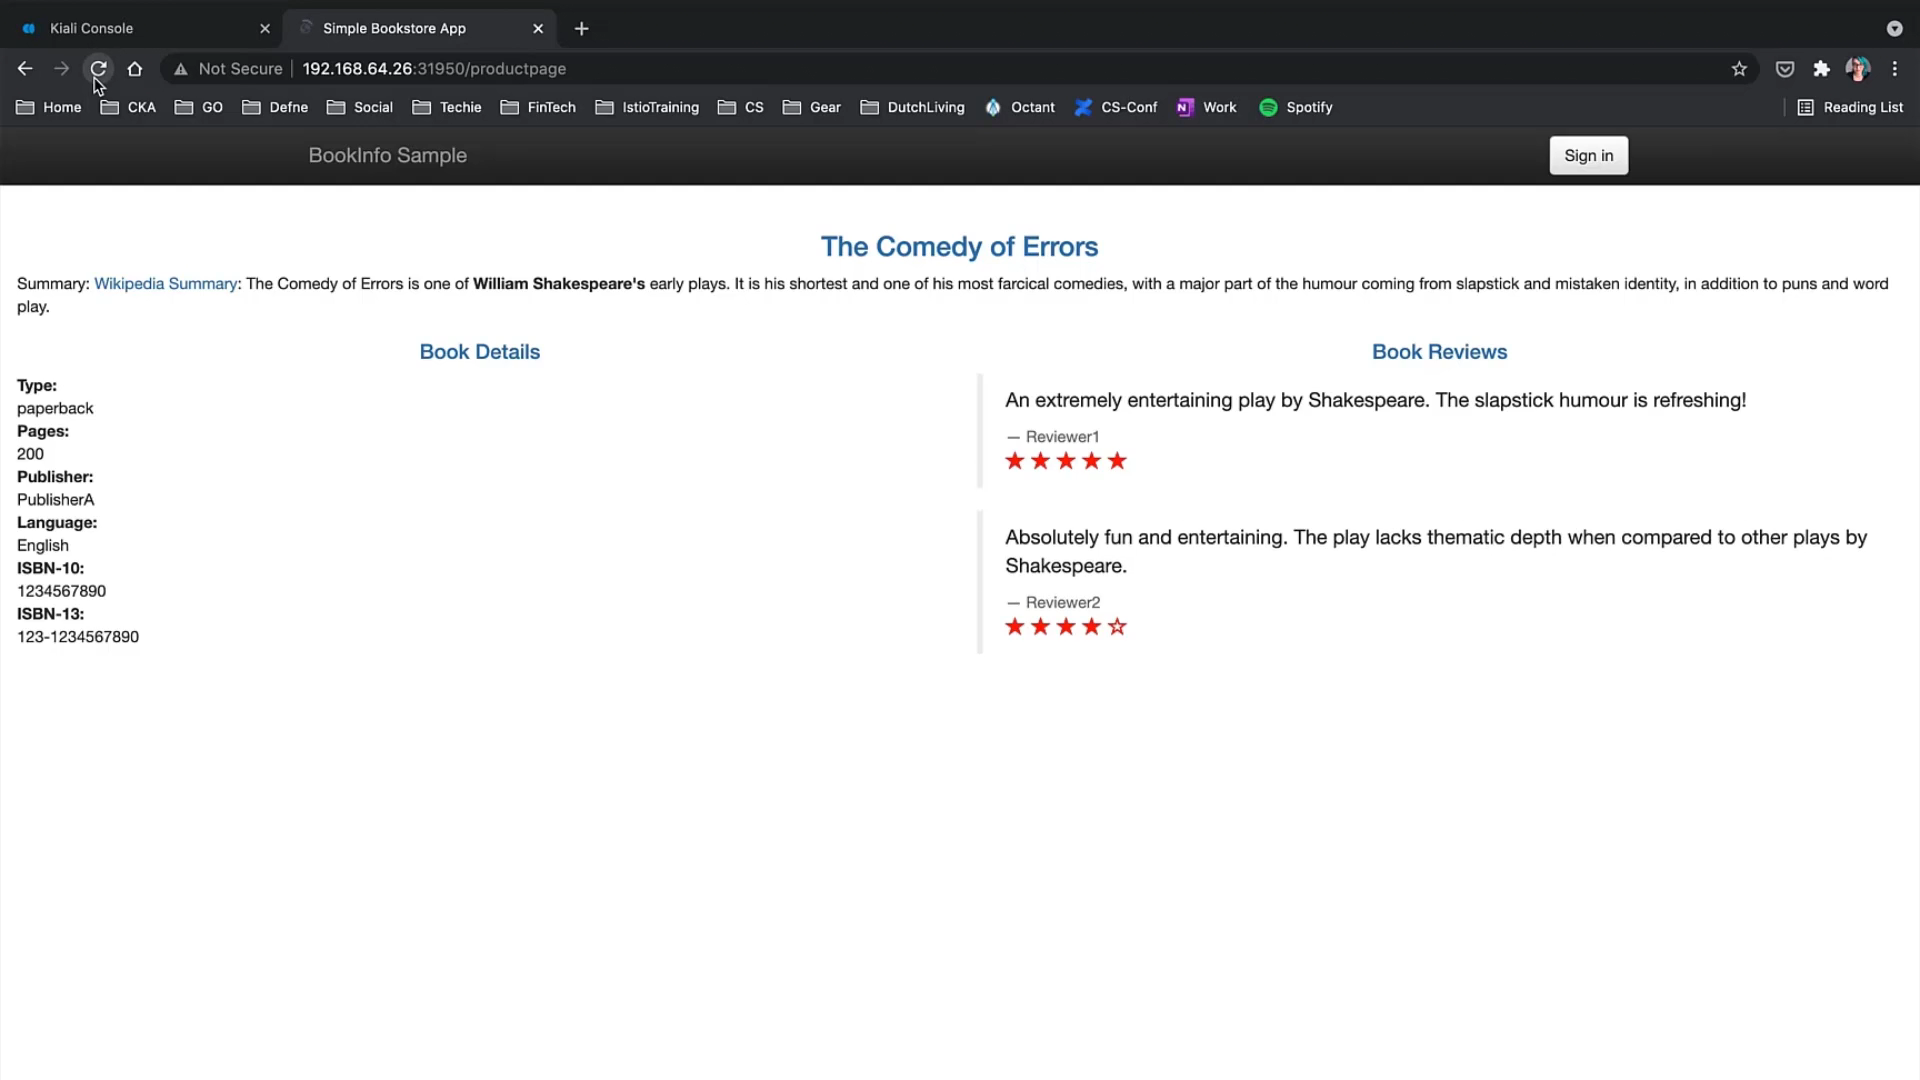 Kiali Console
Simple Bookstore App
Not Secure
192.168.64.26:31950/productpage
Home CKA GO Defne Social Techie FinTech IstioTraining CS Gear DutchLiving Octant CS-Conf Work Spotify Reading List
BookInfo Sample
Sign in
The Comedy of Errors
Summary: Wikipedia Summary: The Comedy of Errors is one of William Shakespeare's early plays. It is his shortest and one of his most farcical comedies, with a major part of the humour coming from slapstick and mistaken identity, in addition to puns and word
play.
Book Details
Type:
paperback
Pages:
200
Publisher:
PublisherA
Language:
English
ISBN-10:
1234567890
ISBN-13:
123-1234567890
Book Reviews
An extremely entertaining play by Shakespeare. The slapstick humour is refreshing!
— Reviewer1
Absolutely fun and entertaining. The play lacks thematic depth when compared to other plays by
Shakespeare.
— Reviewer2